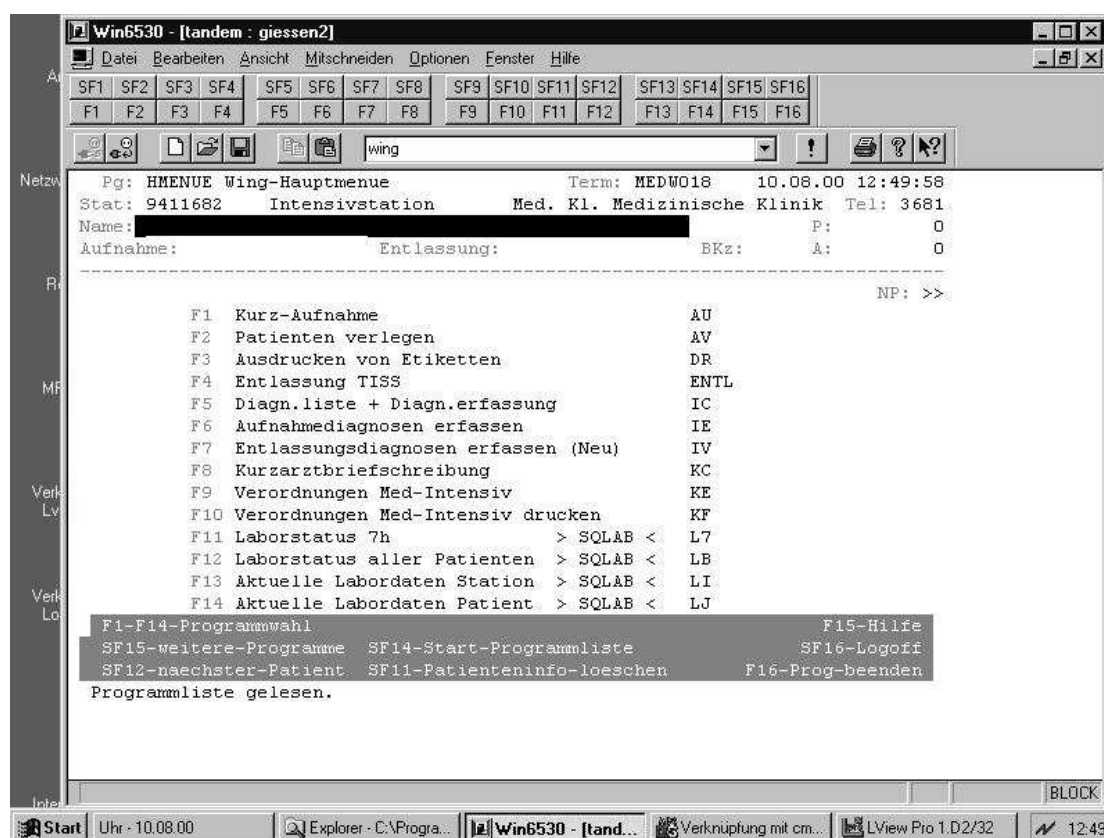 Win6530 - [tandem : giessen2]
Datei Bearbeiten Ansicht Mitschneiden Optionen Fenster Hilfe
SF1 SF2 SF3 SF4 SF5 SF6 SF7 SF8 SF9 SF10 SF11 SF12 SF13 SF14 SF15 SF16
F1 F2 F3 F4 F5 F6 F7 F8 F9 F10 F11 F12 F13 F14 F15 F16
wing
Netzw
Pg: HMENUE Wing-Hauptmenue Term: MEDW018 10.08.00 12:49:58
Stat: 9411682 Intensivstation Med. Kl. Medizinische Klinik Tel: 3681
Name: P: 0
Aufnahme: Entlassung: BKz: A: 0
NP: >>
F1 Kurz-Aufnahme AU
F2 Patienten verlegen AV
F3 Ausdrucken von Etiketten DR
F4 Entlassung TISS ENTL
F5 Diagn.liste + Diagn.erfassung IC
F6 Aufnahmediagnosen erfassen IE
F7 Entlassungsdiagnosen erfassen (Neu) IV
F8 Kurzarztbriefschreibung KC
F9 Verordnungen Med-Intensiv KE
F10 Verordnungen Med-Intensiv drucken KF
F11 Laborstatus 7h > SQLAB < L7
F12 Laborstatus aller Patienten > SQLAB < LB
F13 Aktuelle Labordaten Station > SQLAB < LI
F14 Aktuelle Labordaten Patient > SQLAB < LJ
Verk
Lv
Verk
Lo
F1-F14-Programmwahl F15-Hilfe
SF15-weitere-Programme SF14-Start-Programmliste SF16-Logoff
SF12-naechster-Patient SF11-Patienteninfo-loeschen F16-Prog-beenden
Programmliste gelesen.
BLOCK
Start Uhr - 10.08.00 Explorer - C:\Progra... Win6530 - [tand... Verknüpfung mit cm... LView Pro 1.D2/32 12:49